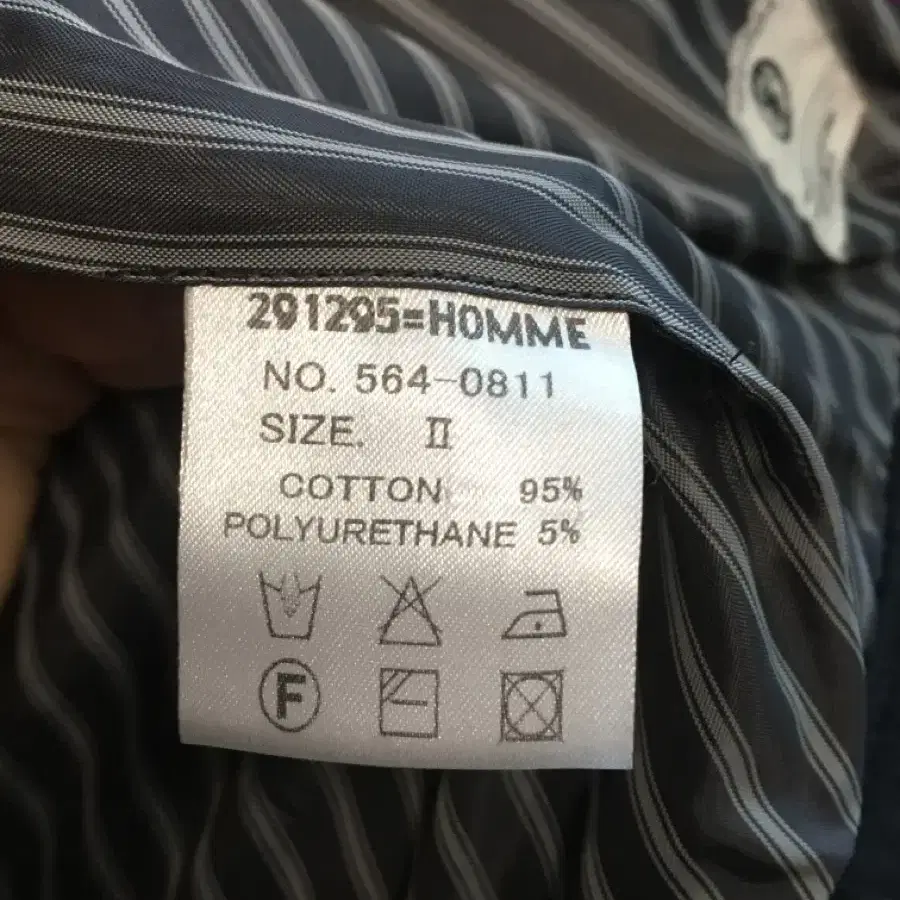 291295=HOMME
NO. 564-0811
SIZE. Ⅱ
COTTON 95%
POLYURETHANE 5%
F